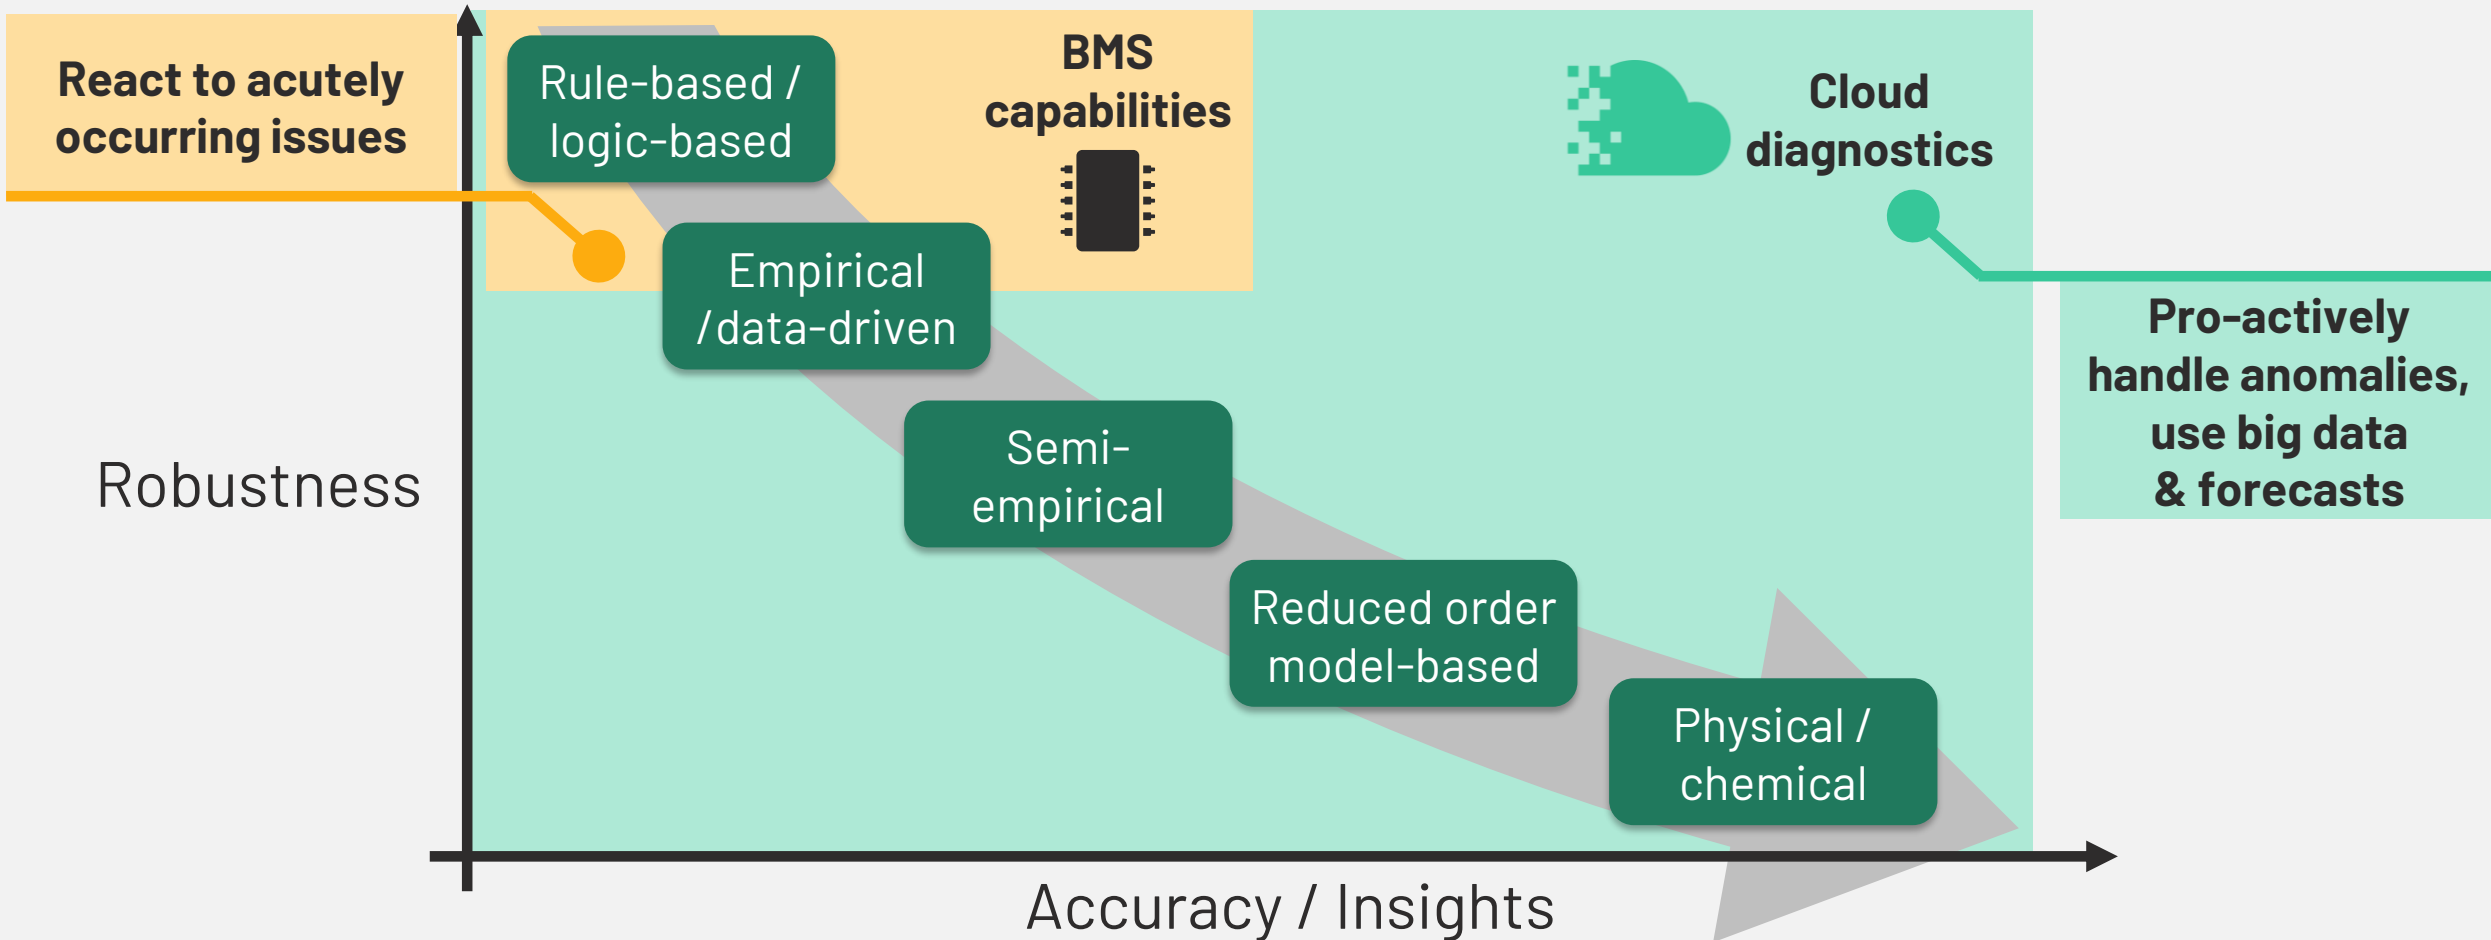 React to acutely
occurring issues
Rule-based /
logic-based
BMS
capabilities
Cloud
diagnostics
Empirical
/data-driven
Pro-actively
handle anomalies,
use big data
& forecasts
Semi-
empirical
Robustness
Reduced order
model-based
Physical /
chemical
Accuracy / Insights